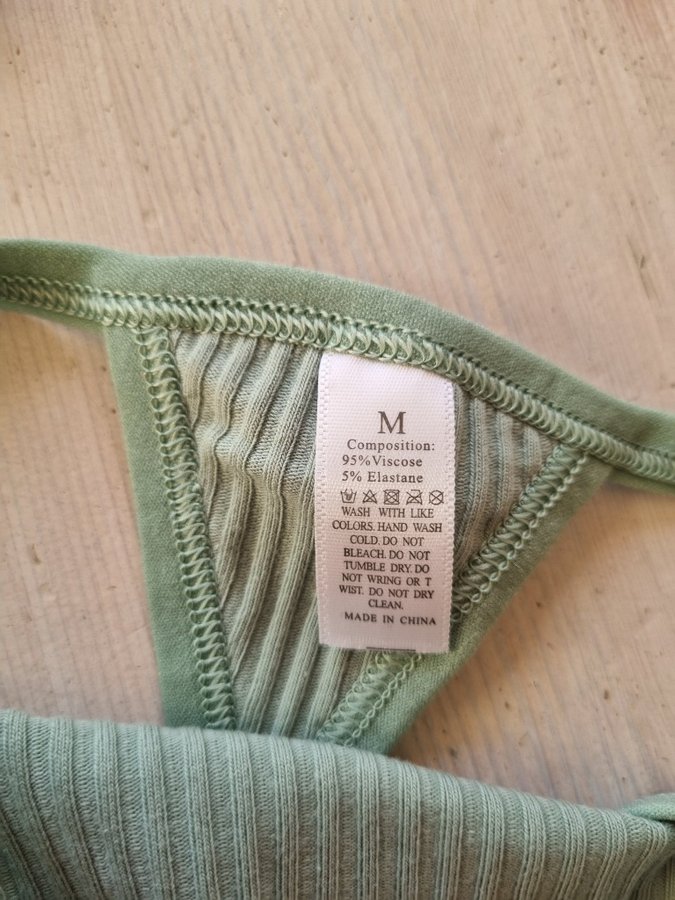 M
Composition:
95%Viscose
5% Elastane
WASH WITH LIKE
COLORS. HAND WASH
COLD. DO NOT
BLEACH. DO NOT
TUMBLE DRY. DO
NOT WRING OR T
WIST. DO NOT DRY
CLEAN.
MADE IN CHINA